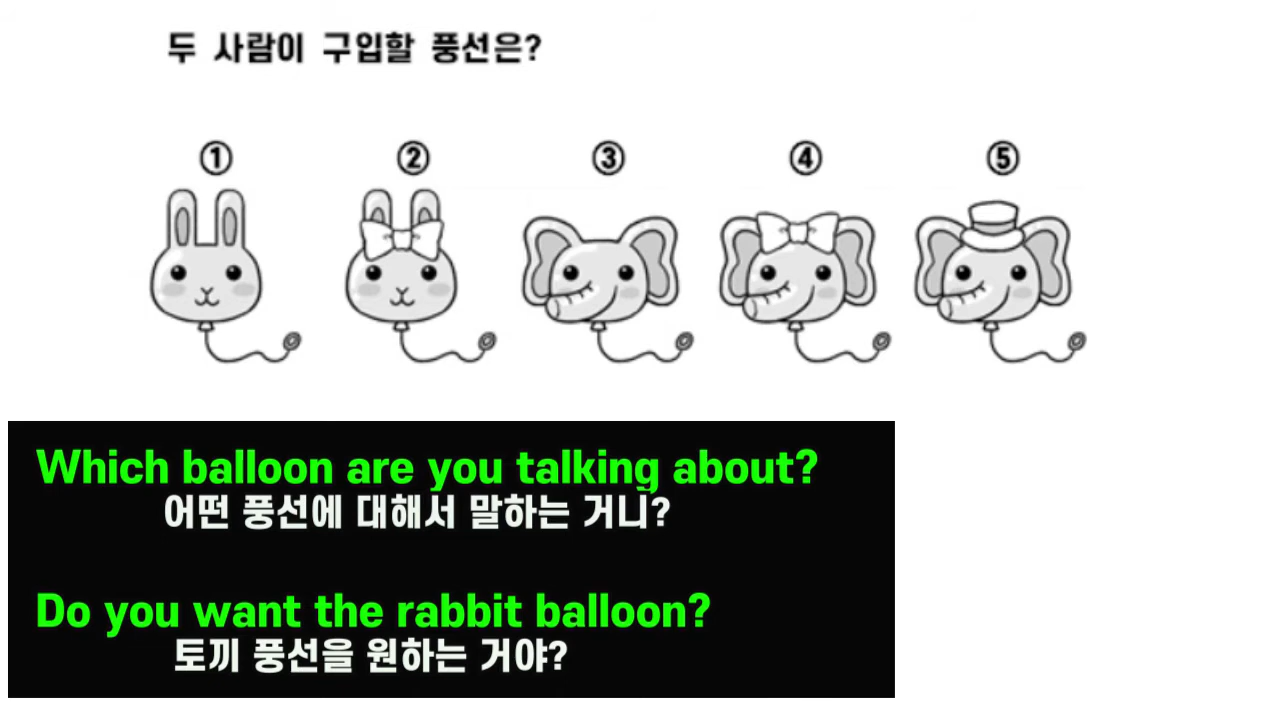 두 사람이 구입할 풍선은?
① ② ③ ④ ⑤
Which balloon are you talking about?
어떤 풍선에 대해서 말하는 거니?
Do you want the rabbit balloon?
토끼 풍선을 원하는 거야?